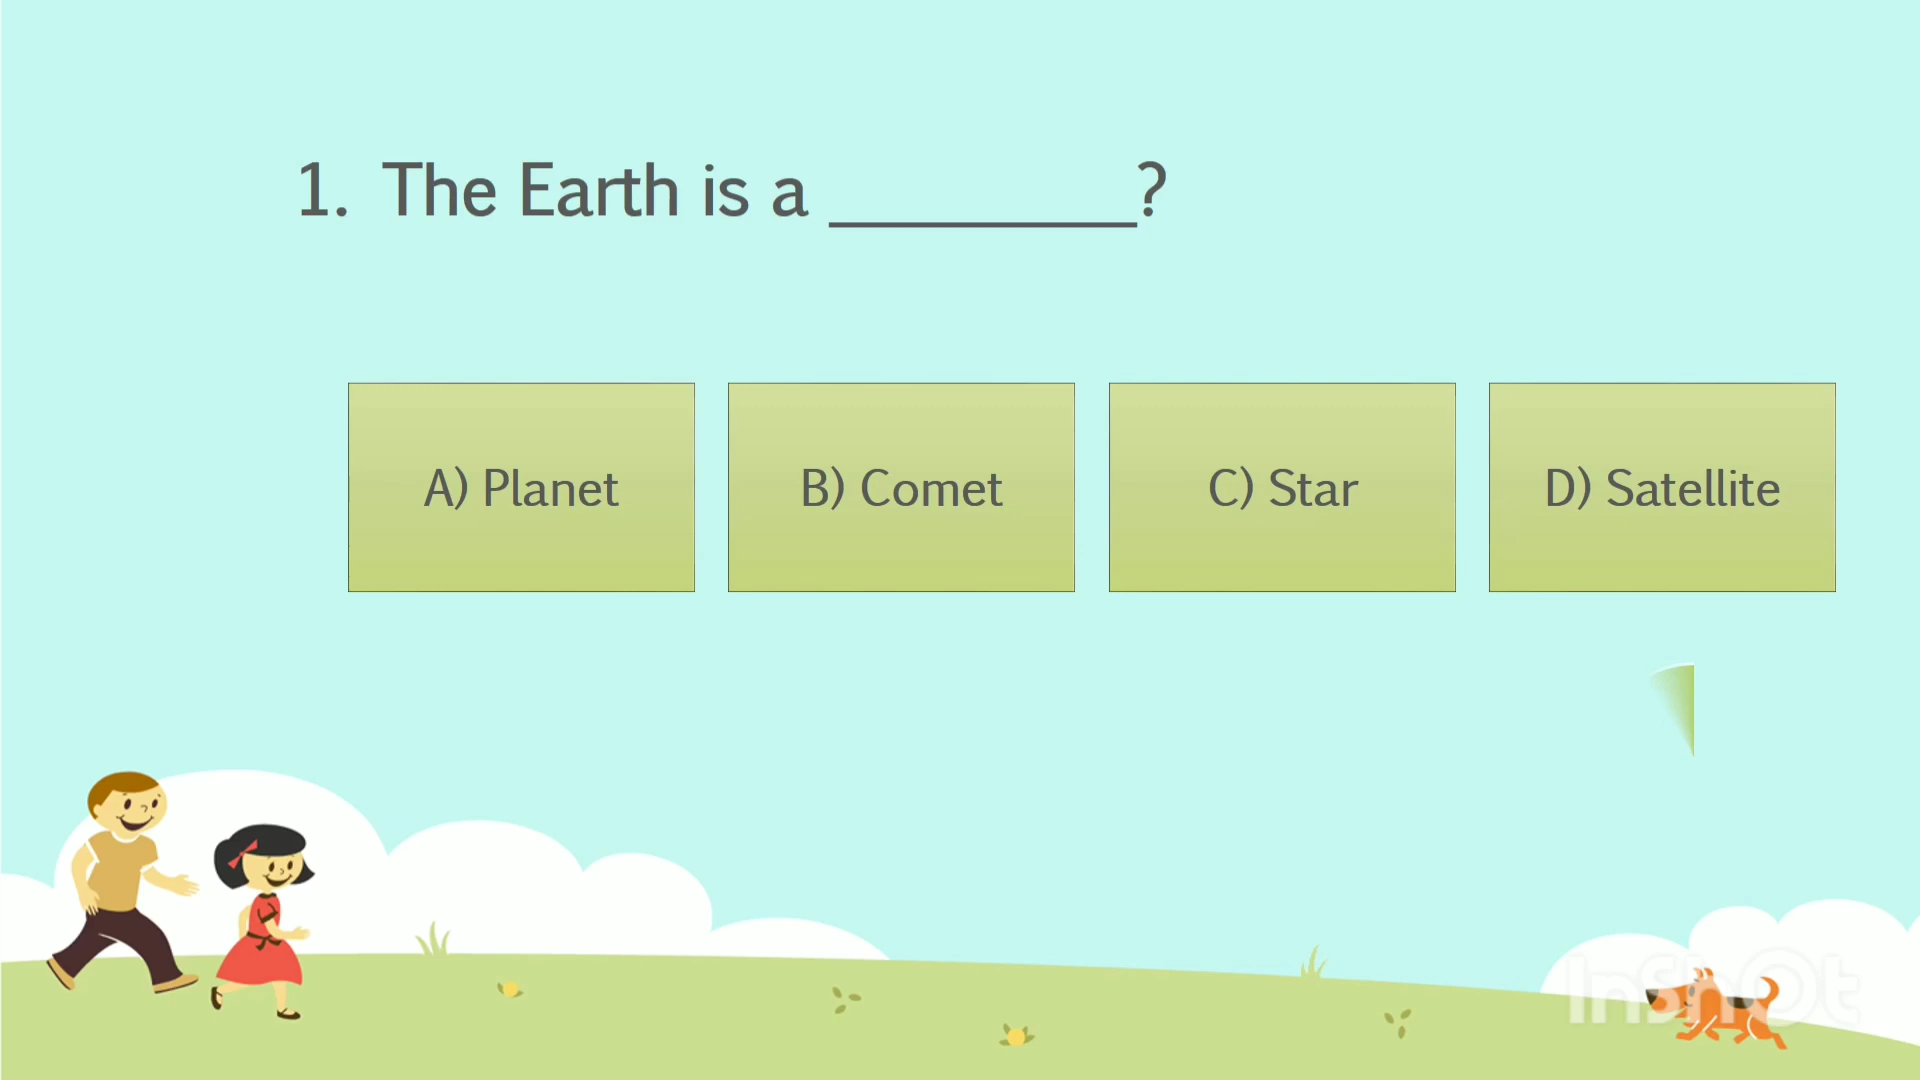 1. The Earth is a ________?
A) Planet
B) Comet
C) Star
D) Satellite
InShOt